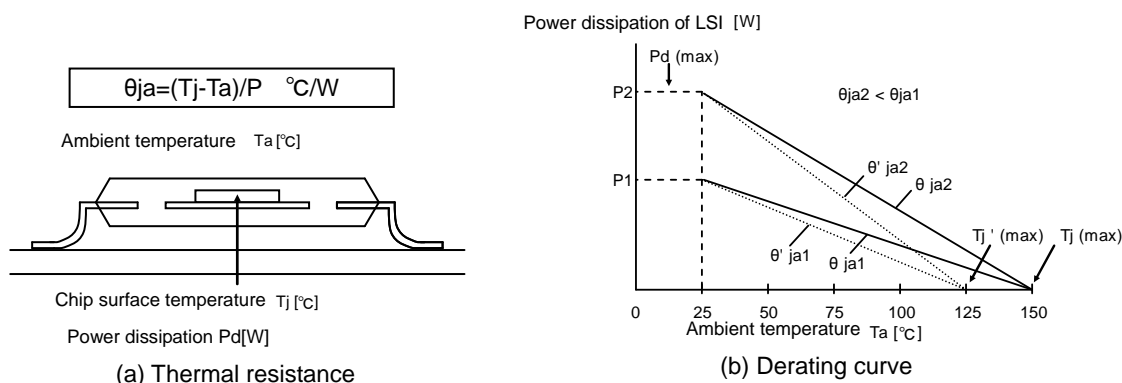 θja=(Tj-Ta)/P °C/W
Ambient temperature Ta [°C]
Chip surface temperature Tj [°C]
Power dissipation Pd[W]
(a) Thermal resistance
Power dissipation of LSI [W]
Pd (max)
P2
θja2 < θja1
P1
θ' ja2
θ ja2
θ' ja1
θ ja1
Tj ' (max)
Tj (max)
0 25 50 75 100 125 150
Ambient temperature Ta [°C]
(b) Derating curve